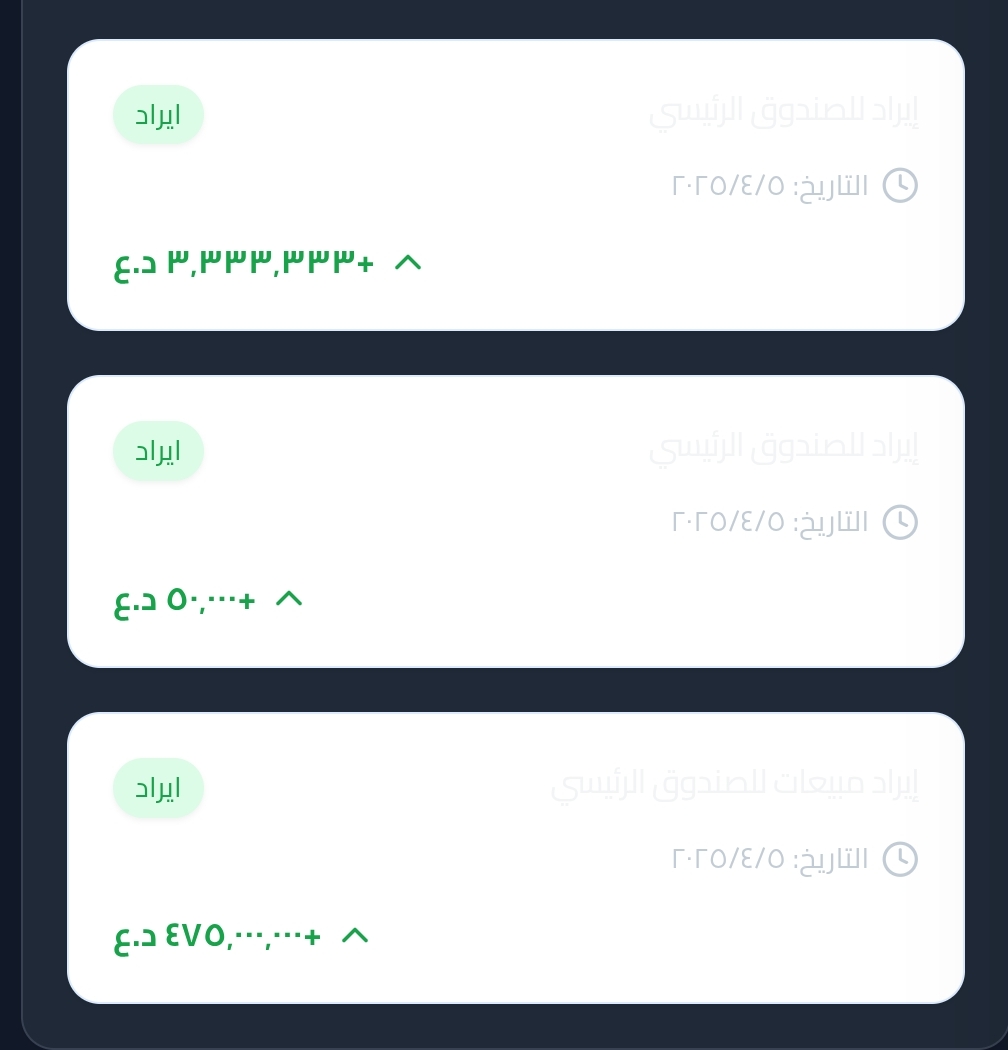 إيراد للصندوق الرئيسي
ايراد
التاريخ: ٢٠٢٥/٤/٥
+٣,٣٣٣,٣٣٣ د.ع
إيراد للصندوق الرئيسي
ايراد
التاريخ: ٢٠٢٥/٤/٥
+٥٠,٠٠٠ د.ع
إيراد مبيعات للصندوق الرئيسي
ايراد
التاريخ: ٢٠٢٥/٤/٥
+٤٧٥,٠٠٠,٠٠٠ د.ع